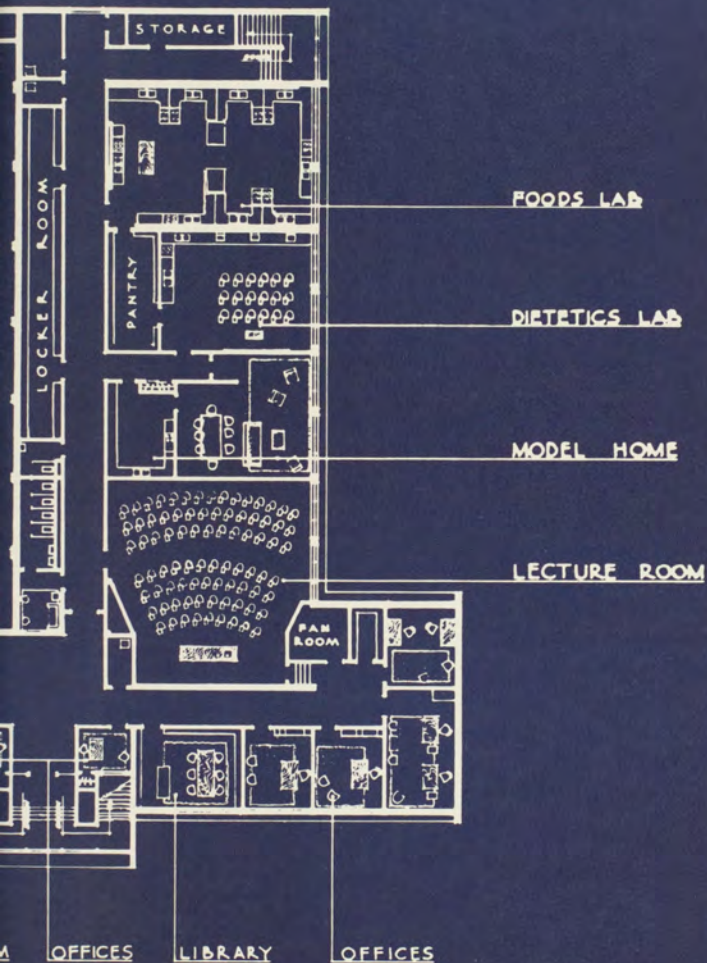 STORAGE
LOCKER ROOM
FOODS LAB
PANTRY
DIETETICS LAB
MODEL HOME
LECTURE ROOM
FAN
ROOM
OFFICES
LIBRARY
OFFICES